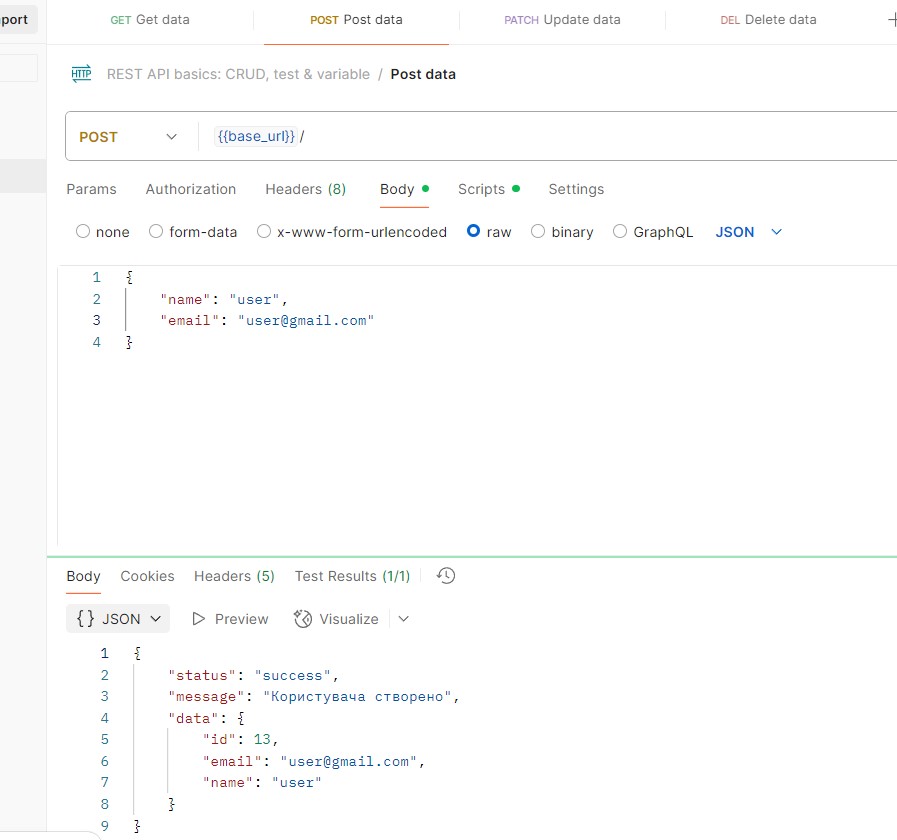 port
GET Get data
POST Post data
PATCH Update data
DEL Delete data
HTTP REST API basics: CRUD, test & variable / Post data
POST {{base_url}} /
Params Authorization Headers (8) Body Scripts Settings
none form-data x-www-form-urlencoded raw binary GraphQL JSON
1 {
2 "name": "user",
3 "email": "user@gmail.com"
4 }
Body Cookies Headers (5) Test Results (1/1)
{} JSON Preview Visualize
1 {
2 "status": "success",
3 "message": "Користувача створено",
4 "data": {
5 "id": 13,
6 "email": "user@gmail.com",
7 "name": "user"
8 }
9 }